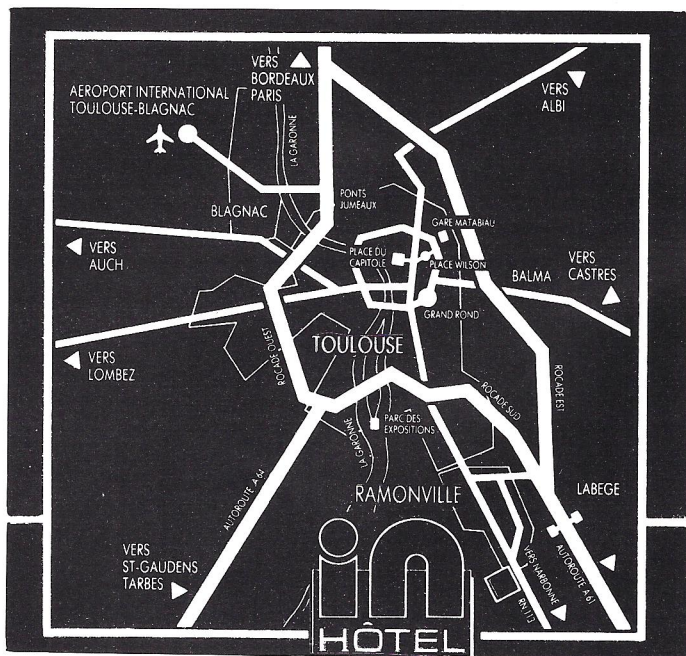 VERS
BORDEAUX
PARIS
AEROPORT INTERNATIONAL
TOULOUSE-BLAGNAC
LA GARONNE
VERS
ALBI
PONTS
JUMEAUX
BLAGNAC
GARE MATABIAU
VERS
AUCH
PLACE DU
CAPITOLE
PLACE WILSON
BALMA
VERS
CASTRES
GRAND ROND
TOULOUSE
VERS
LOMBEZ
ROCADE OUEST
ROCADE SUD
ROCADE EST
PARC DES
EXPOSITIONS
LA GARONNE
AUTOROUTE A 64
RAMONVILLE
LABEGE
VERS
ST-GAUDENS
TARBES
VERS NARBONNE
RN 113
AUTOROUTE A 61
in
HÔTEL